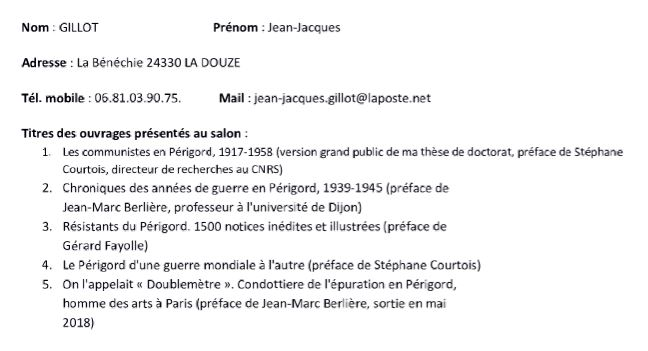 Nom : GILLOT Prénom : Jean-Jacques
Adresse : La Bénéchie 24330 LA DOUZE
Tél. mobile : 06.81.03.90.75. Mail : jean-jacques.gillot@laposte.net
Titres des ouvrages présentés au salon :
1. Les communistes en Périgord, 1917-1958 (version grand public de ma thèse de doctorat, préface de Stéphane
Courtois, directeur de recherches au CNRS)
2. Chroniques des années de guerre en Périgord, 1939-1945 (préface de
Jean-Marc Berlière, professeur à l'université de Dijon)
3. Résistants du Périgord. 1500 notices inédites et illustrées (préface de
Gérard Fayolle)
4. Le Périgord d'une guerre mondiale à l'autre (préface de Stéphane Courtois)
5. On l'appelait « Doublemètre ». Condottiere de l'épuration en Périgord,
homme des arts à Paris (préface de Jean-Marc Berlière, sortie en mai
2018)